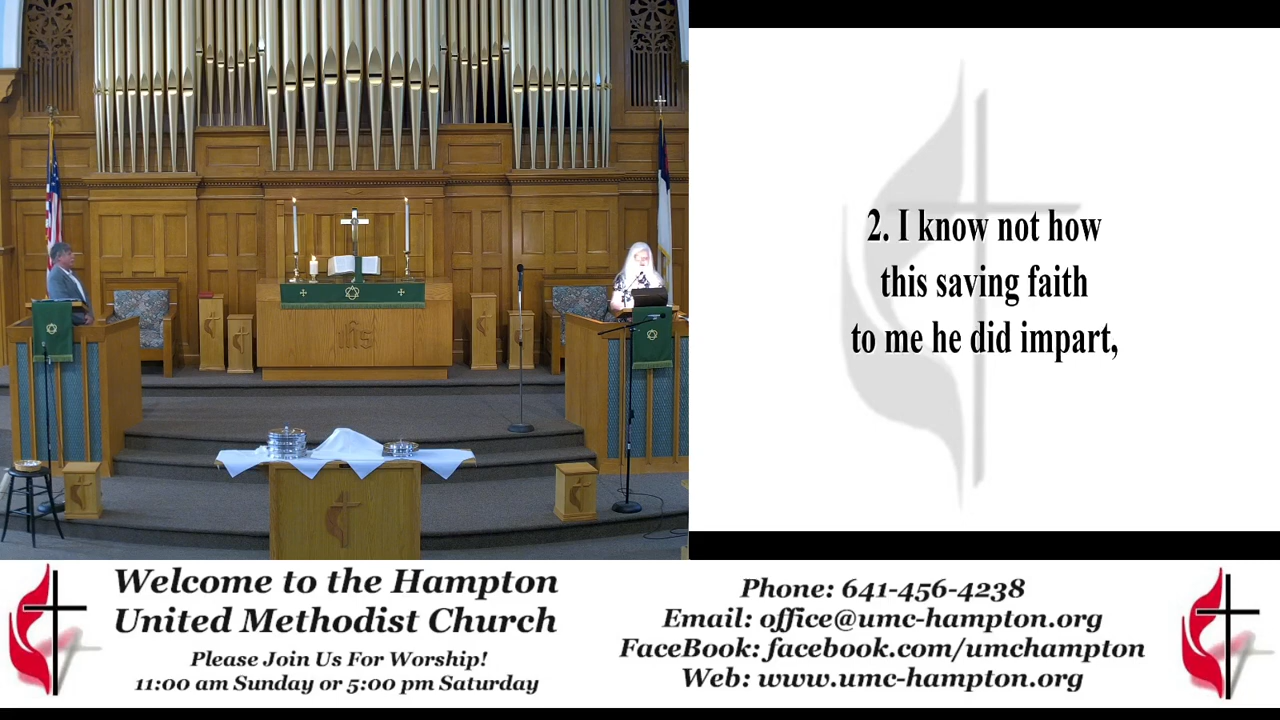 2. I know not how
this saving faith
to me he did impart,
IHS
Welcome to the Hampton
United Methodist Church
Please Join Us For Worship!
11:00 am Sunday or 5:00 pm Saturday
Phone: 641-456-4238
Email: office@umc-hampton.org
FaceBook: facebook.com/umchampton
Web: www.umc-hampton.org